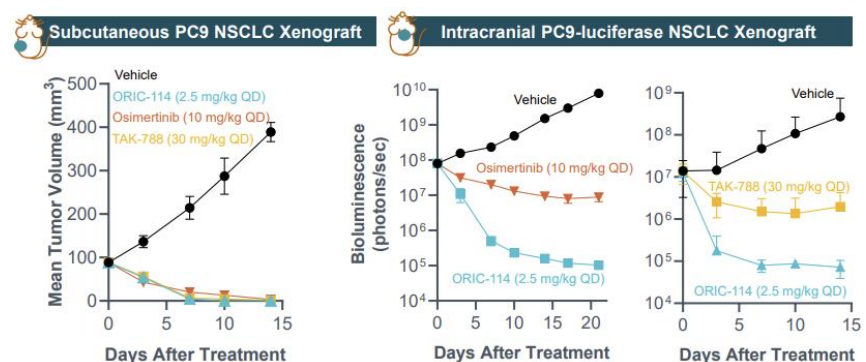 Subcutaneous PC9 NSCLC Xenograft
Mean Tumor Volume (mm³)
500
400
300
200
100
0
Vehicle
ORIC-114 (2.5 mg/kg QD)
Osimertinib (10 mg/kg QD)
TAK-788 (30 mg/kg QD)
0 5 10 15
Days After Treatment
Intracranial PC9-luciferase NSCLC Xenograft
Bioluminescence
(photons/sec)
10¹⁰
10⁹
10⁸
10⁷
10⁶
10⁵
10⁴
Vehicle
Osimertinib (10 mg/kg QD)
ORIC-114 (2.5 mg/kg QD)
0 5 10 15 20
Days After Treatment
10⁹
10⁸
10⁷
10⁶
10⁵
10⁴
Vehicle
TAK-788 (30 mg/kg QD)
ORIC-114 (2.5 mg/kg QD)
0 5 10 15
Days After Treatment